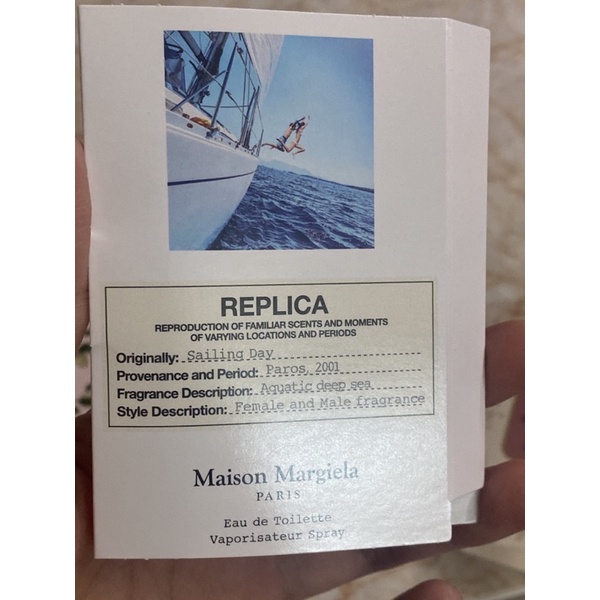 REPLICA
REPRODUCTION OF FAMILIAR SCENTS AND MOMENTS
OF VARYING LOCATIONS AND PERIODS
Originally: Sailing Day
Provenance and Period: Paros, 2001
Fragrance Description: Aquatic deep sea
Style Description: Female and Male fragrance
Maison Margiela
PARIS
Eau de Toilette
Vaporisateur Spray